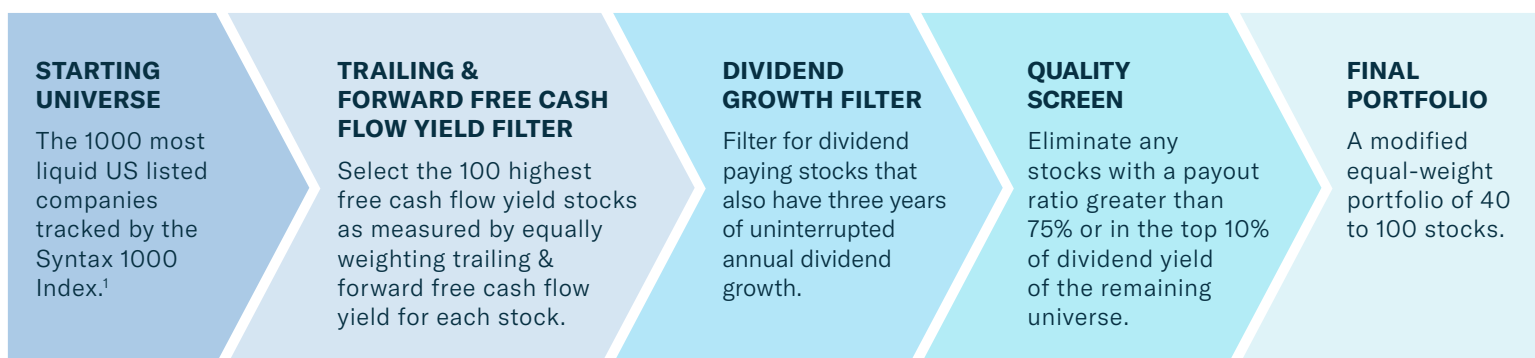 STARTING
UNIVERSE
The 1000 most
liquid US listed
companies
tracked by the
Syntax 1000
Index.¹
TRAILING &
FORWARD FREE CASH
FLOW YIELD FILTER
Select the 100 highest
free cash flow yield stocks
as measured by equally
weighting trailing &
forward free cash flow
yield for each stock.
DIVIDEND
GROWTH FILTER
Filter for dividend
paying stocks that
also have three years
of uninterrupted
annual dividend
growth.
QUALITY
SCREEN
Eliminate any
stocks with a payout
ratio greater than
75% or in the top 10%
of dividend yield
of the remaining
universe.
FINAL
PORTFOLIO
A modified
equal-weight
portfolio of 40
to 100 stocks.